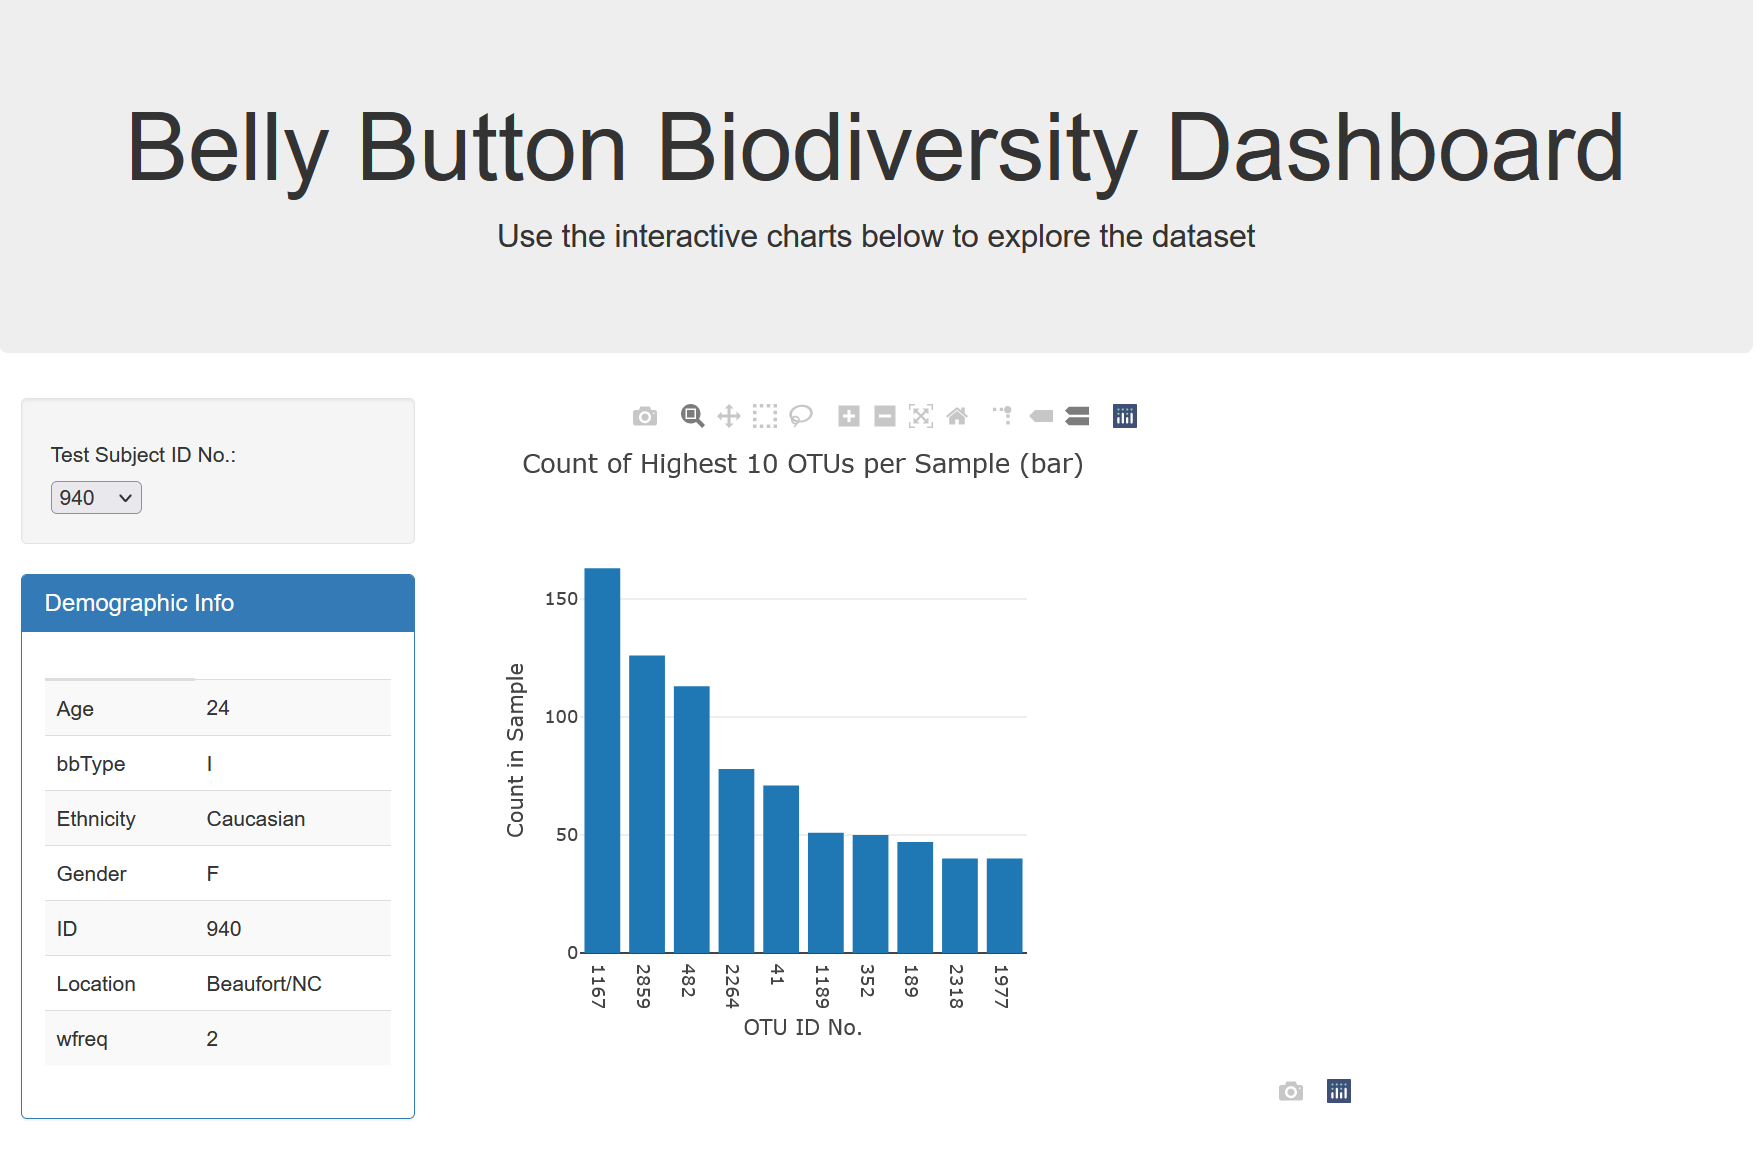 Belly Button Biodiversity Dashboard
Use the interactive charts below to explore the dataset
Test Subject ID No.:
940
Demographic Info
Age 24
bbType I
Ethnicity Caucasian
Gender F
ID 940
Location Beaufort/NC
wfreq 2
Count of Highest 10 OTUs per Sample (bar)
Count in Sample
150
100
50
0
1167 2859 482 2264 41 1189 352 189 2318 1977
OTU ID No.